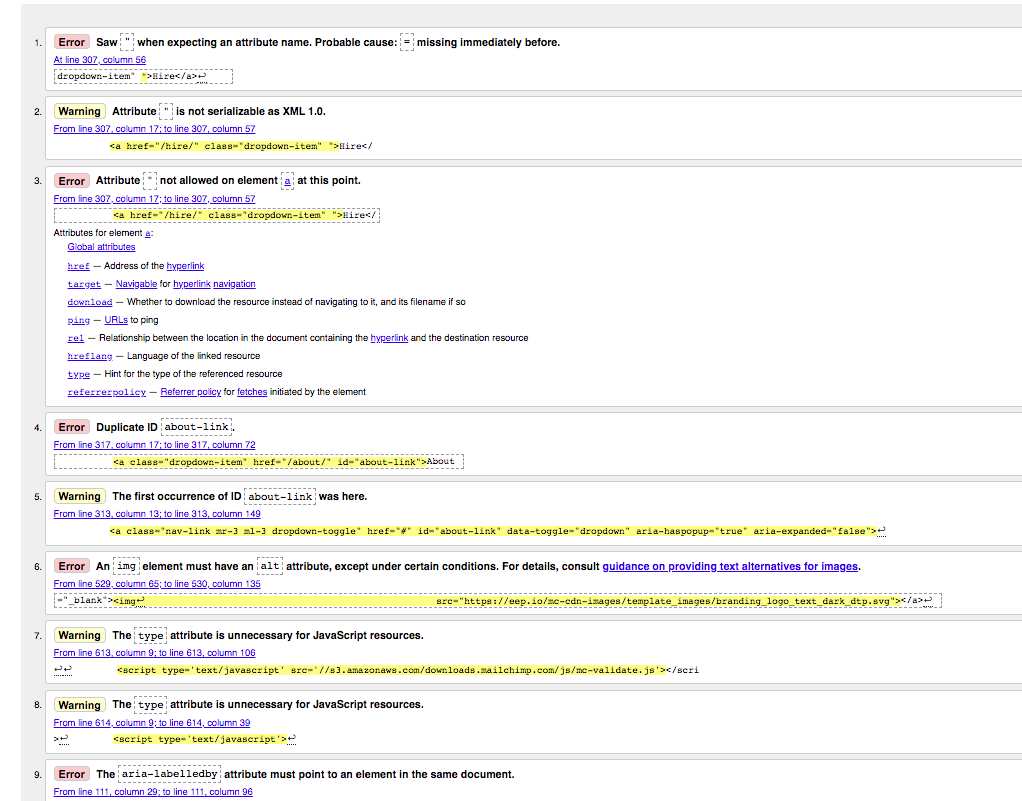 1. Error Saw " when expecting an attribute name. Probable cause: = missing immediately before.
At line 307, column 56
dropdown-item" ">Hire</a>↩
2. Warning Attribute " is not serializable as XML 1.0.
From line 307, column 17; to line 307, column 57
<a href="/hire/" class="dropdown-item" ">Hire</
3. Error Attribute " not allowed on element a at this point.
From line 307, column 17; to line 307, column 57
<a href="/hire/" class="dropdown-item" ">Hire</
Attributes for element a:
Global attributes
href — Address of the hyperlink
target — Navigable for hyperlink navigation
download — Whether to download the resource instead of navigating to it, and its filename if so
ping — URLs to ping
rel — Relationship between the location in the document containing the hyperlink and the destination resource
hreflang — Language of the linked resource
type — Hint for the type of the referenced resource
referrerpolicy — Referrer policy for fetches initiated by the element
4. Error Duplicate ID about-link.
From line 317, column 17; to line 317, column 72
<a class="dropdown-item" href="/about/" id="about-link">About
5. Warning The first occurrence of ID about-link was here.
From line 313, column 13; to line 313, column 149
<a class="nav-link mr-3 ml-3 dropdown-toggle" href="#" id="about-link" data-toggle="dropdown" aria-haspopup="true" aria-expanded="false">↩
6. Error An img element must have an alt attribute, except under certain conditions. For details, consult guidance on providing text alternatives for images.
From line 529, column 65; to line 530, column 135
="_blank"><img↩ src="https://eep.io/mc-cdn-images/template_images/branding_logo_text_dark_dtp.svg"></a>↩
7. Warning The type attribute is unnecessary for JavaScript resources.
From line 613, column 9; to line 613, column 106
↩↩ <script type='text/javascript' src='//s3.amazonaws.com/downloads.mailchimp.com/js/mc-validate.js'></scri
8. Warning The type attribute is unnecessary for JavaScript resources.
From line 614, column 9; to line 614, column 39
>↩ <script type='text/javascript'>↩
9. Error The aria-labelledby attribute must point to an element in the same document.
From line 111, column 29; to line 111, column 96